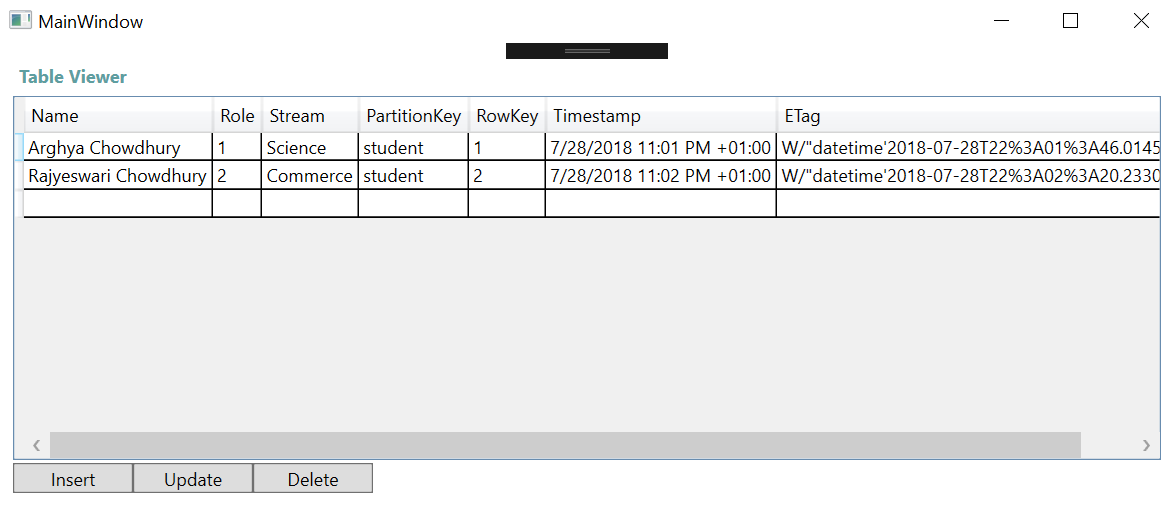 MainWindow
Table Viewer
Name Role Stream PartitionKey RowKey Timestamp ETag
Arghya Chowdhury 1 Science student 1 7/28/2018 11:01 PM +01:00 W/"datetime'2018-07-28T22%3A01%3A46.0145
Rajyeswari Chowdhury 2 Commerce student 2 7/28/2018 11:02 PM +01:00 W/"datetime'2018-07-28T22%3A02%3A20.2330
Insert Update Delete